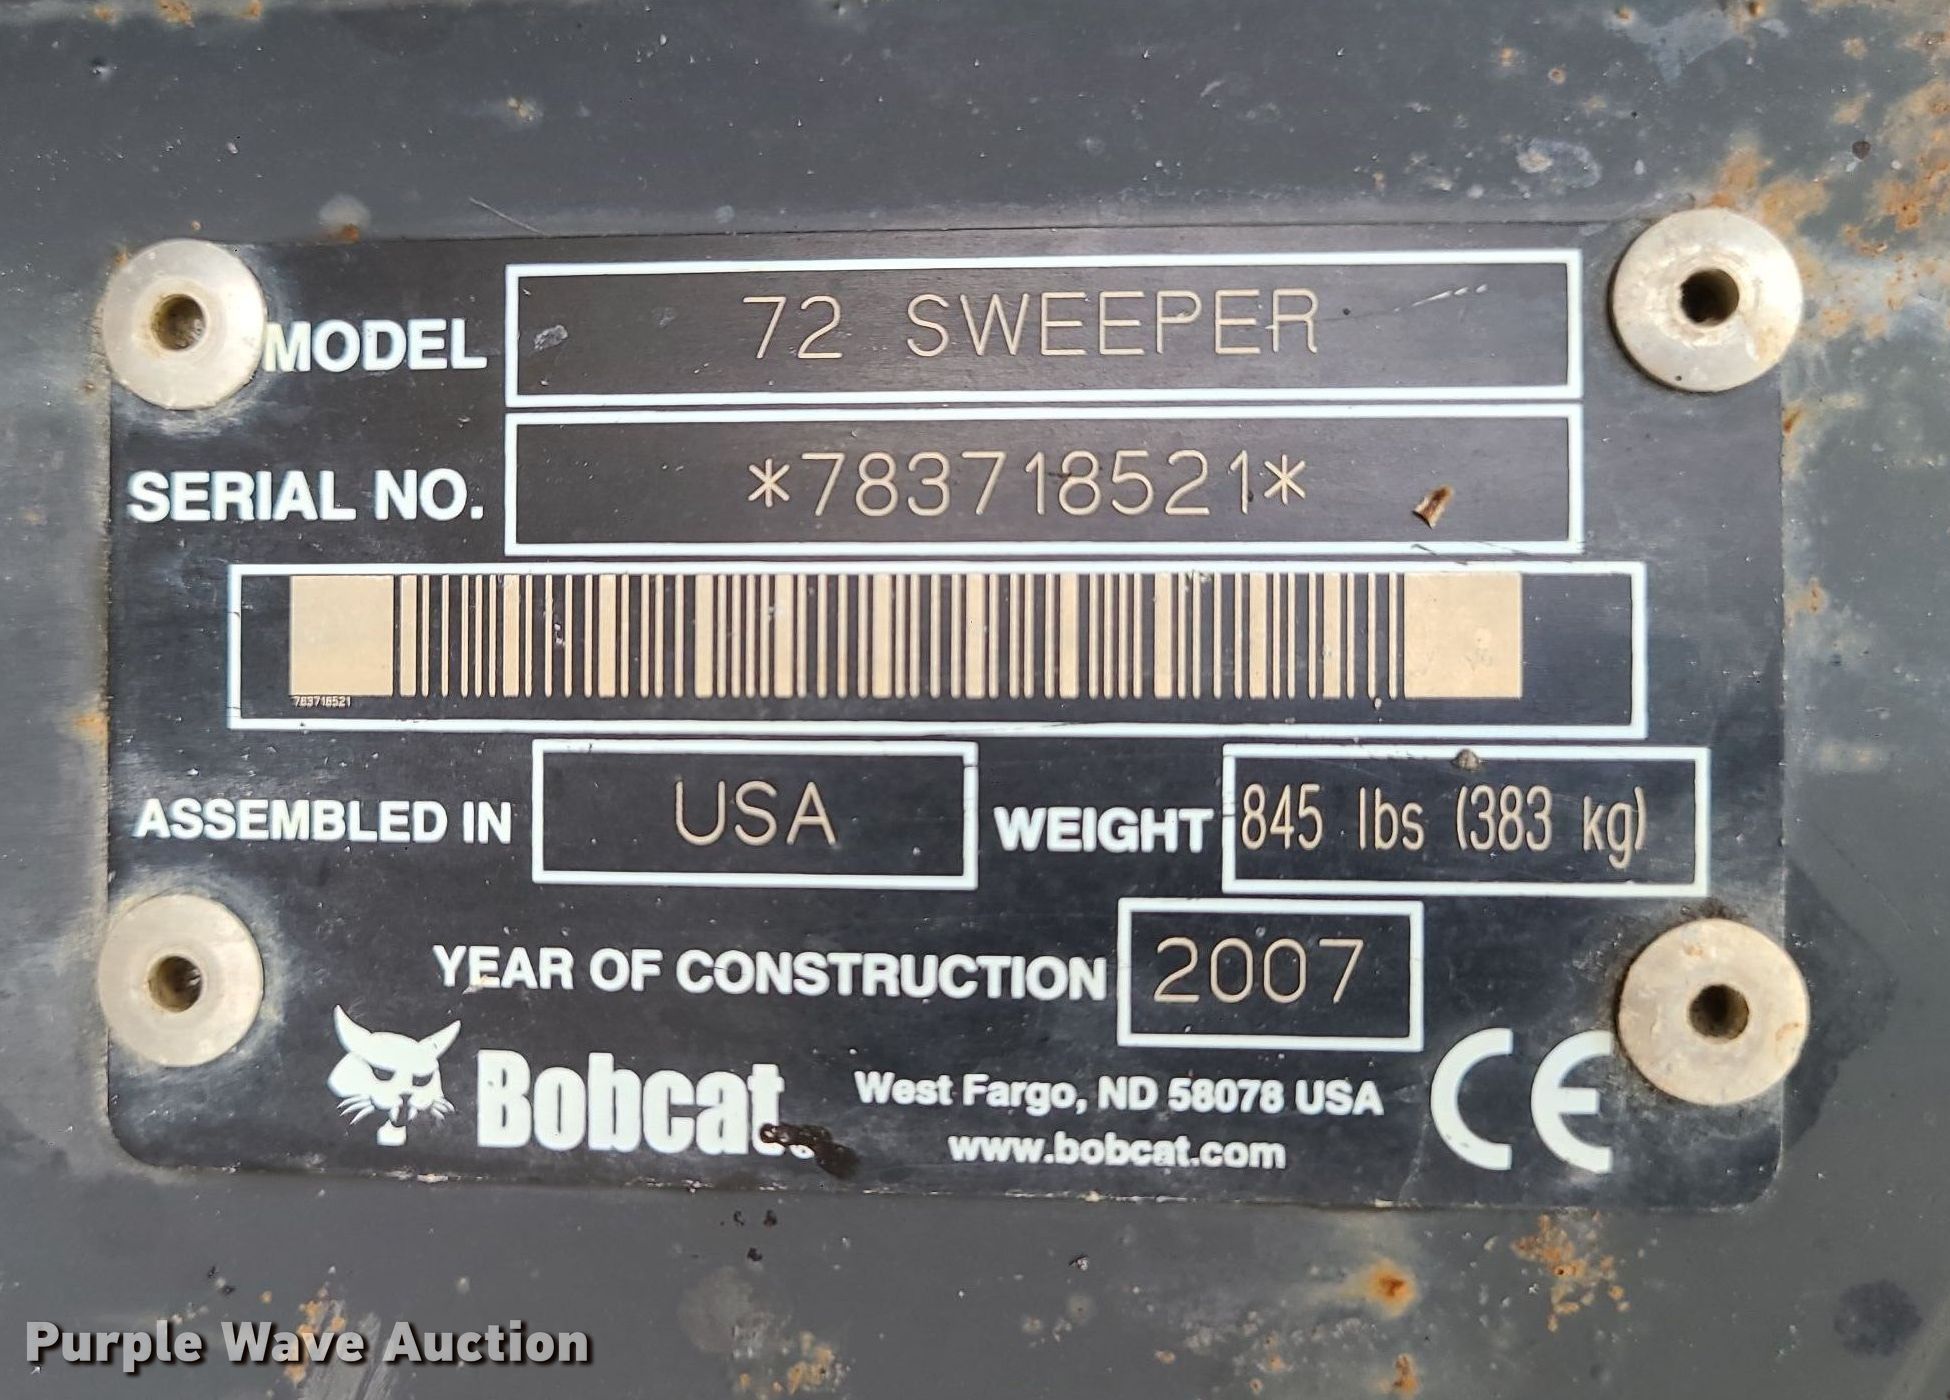 MODEL 72 SWEEPER
SERIAL NO. *783718521*
783718521
ASSEMBLED IN USA WEIGHT 845 lbs (383 kg)
YEAR OF CONSTRUCTION 2007
Bobcat
West Fargo, ND 58078 USA
www.bobcat.com
CE
Purple Wave Auction